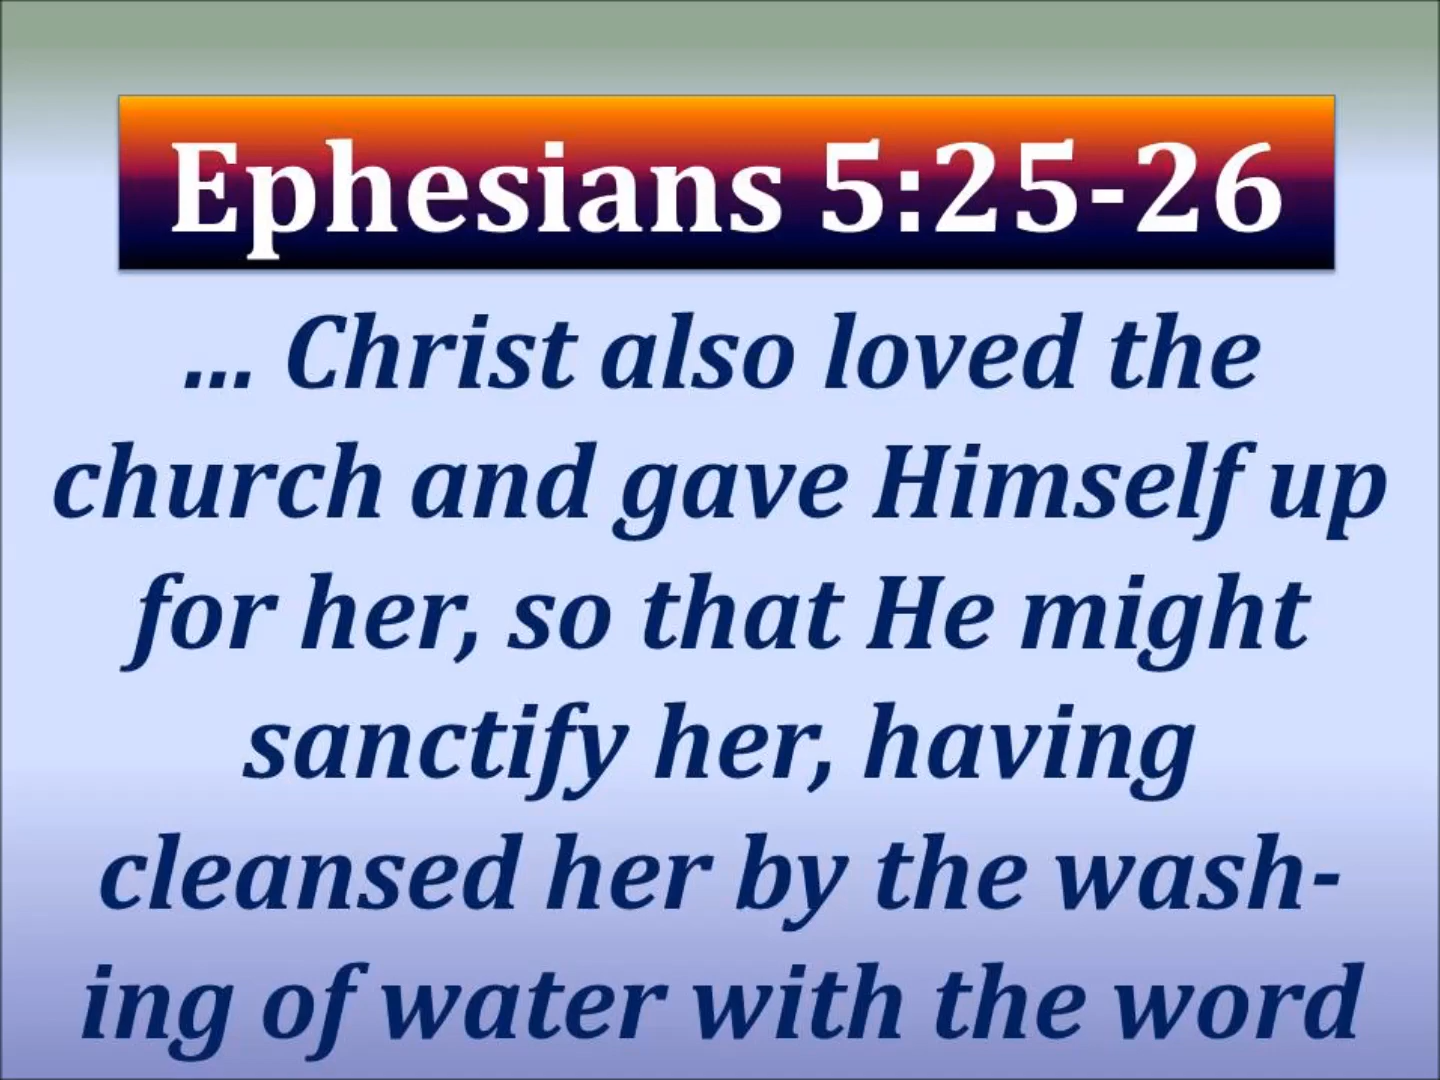 Ephesians 5:25-26
... Christ also loved the
church and gave Himself up
for her, so that He might
sanctify her, having
cleansed her by the wash-
ing of water with the word